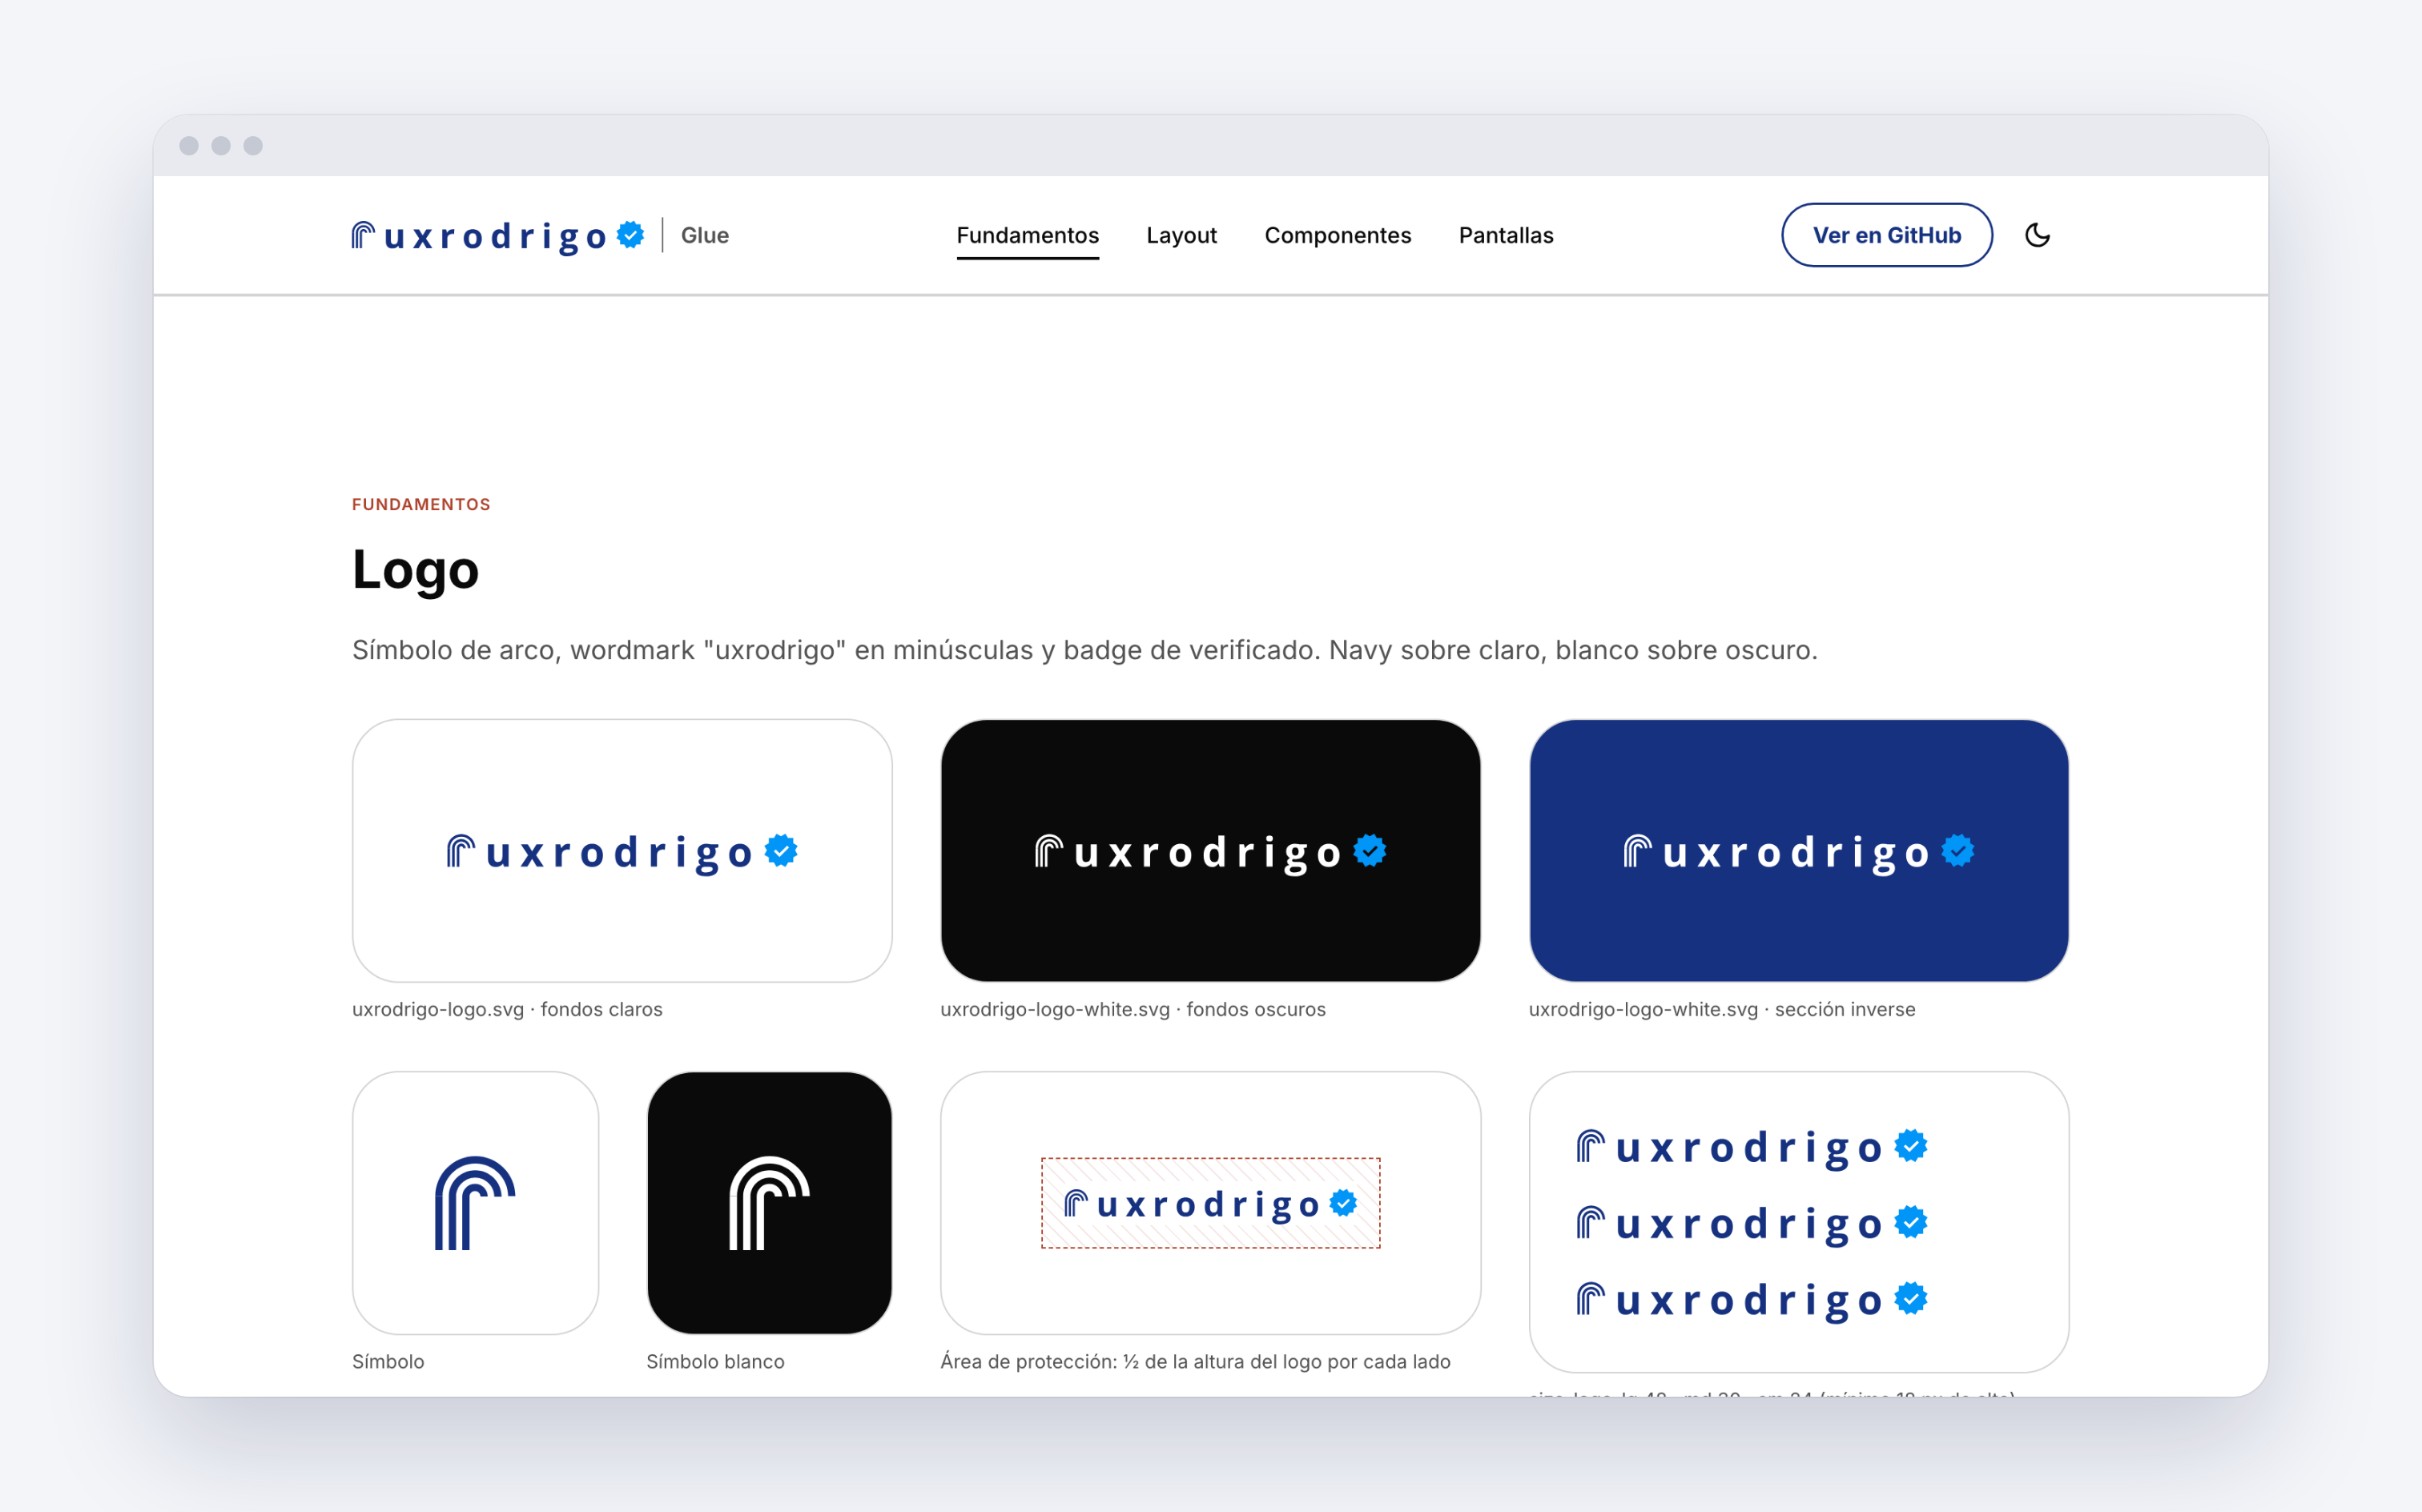 uxrodrigo | Glue
Fundamentos Layout Componentes Pantallas
Ver en GitHub
FUNDAMENTOS
Logo
Símbolo de arco, wordmark "uxrodrigo" en minúsculas y badge de verificado. Navy sobre claro, blanco sobre oscuro.
uxrodrigo
uxrodrigo
uxrodrigo
uxrodrigo-logo.svg · fondos claros
uxrodrigo-logo-white.svg · fondos oscuros
uxrodrigo-logo-white.svg · sección inverse
uxrodrigo
uxrodrigo
uxrodrigo
uxrodrigo
Símbolo
Símbolo blanco
Área de protección: ½ de la altura del logo por cada lado